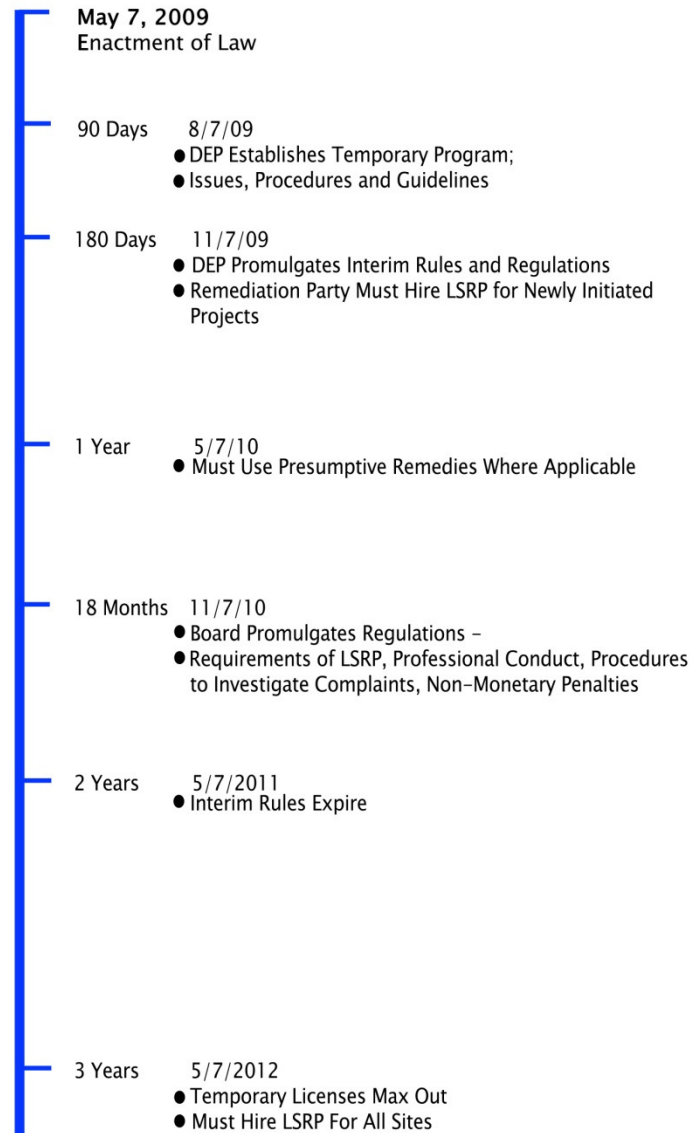 May 7, 2009
Enactment of Law
90 Days 8/7/09
● DEP Establishes Temporary Program;
● Issues, Procedures and Guidelines
180 Days 11/7/09
● DEP Promulgates Interim Rules and Regulations
● Remediation Party Must Hire LSRP for Newly Initiated
Projects
1 Year 5/7/10
● Must Use Presumptive Remedies Where Applicable
18 Months 11/7/10
● Board Promulgates Regulations –
● Requirements of LSRP, Professional Conduct, Procedures
to Investigate Complaints, Non-Monetary Penalties
2 Years 5/7/2011
● Interim Rules Expire
3 Years 5/7/2012
● Temporary Licenses Max Out
● Must Hire LSRP For All Sites